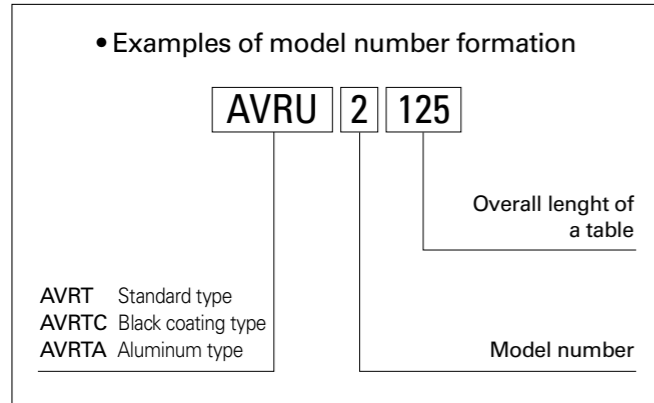 • Examples of model number formation
AVRU 2 125
Overall lenght of
a table
AVRT Standard type
AVRTC Black coating type
AVRTA Aluminum type
Model number